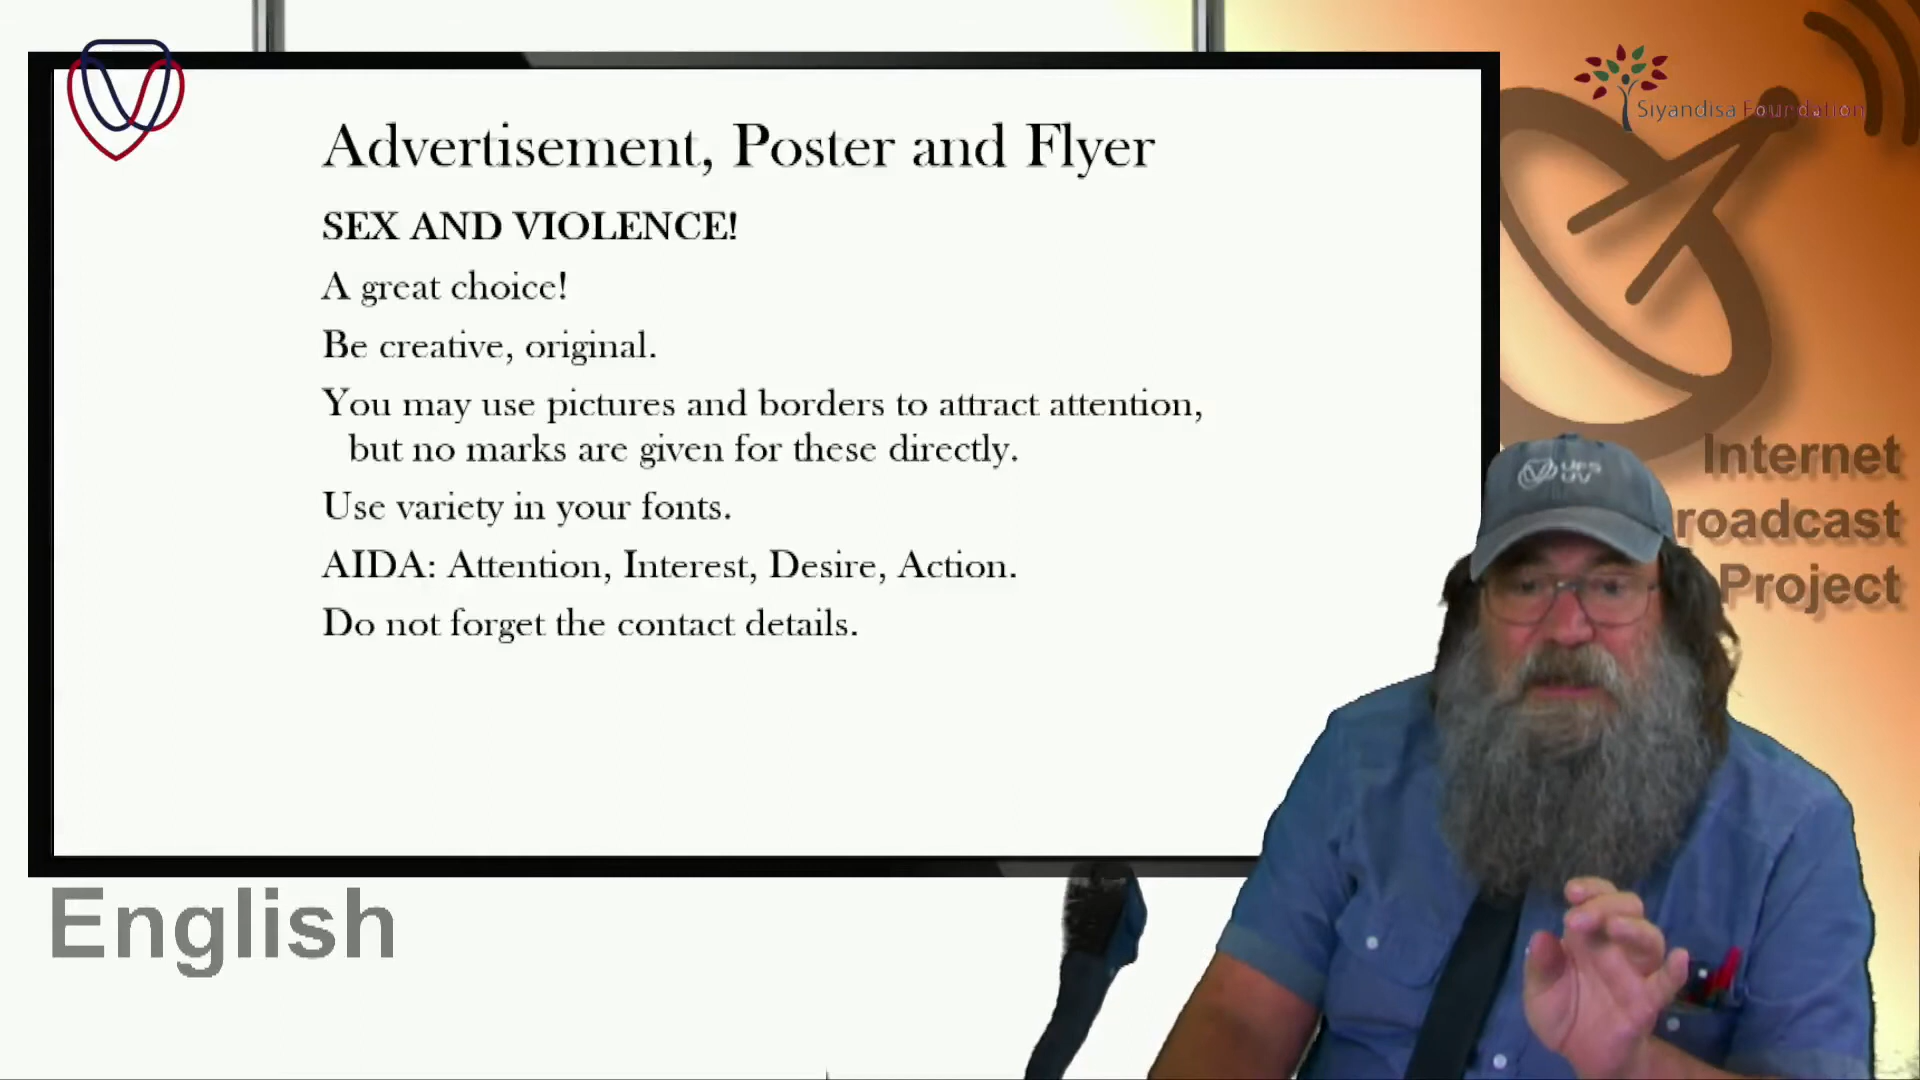 Advertisement, Poster and Flyer
SEX AND VIOLENCE!
A great choice!
Be creative, original.
You may use pictures and borders to attract attention,
but no marks are given for these directly.
Use variety in your fonts.
AIDA: Attention, Interest, Desire, Action.
Do not forget the contact details.
Siyandisa Foundation
Internet
roadcast
Project
UFS
UV
English